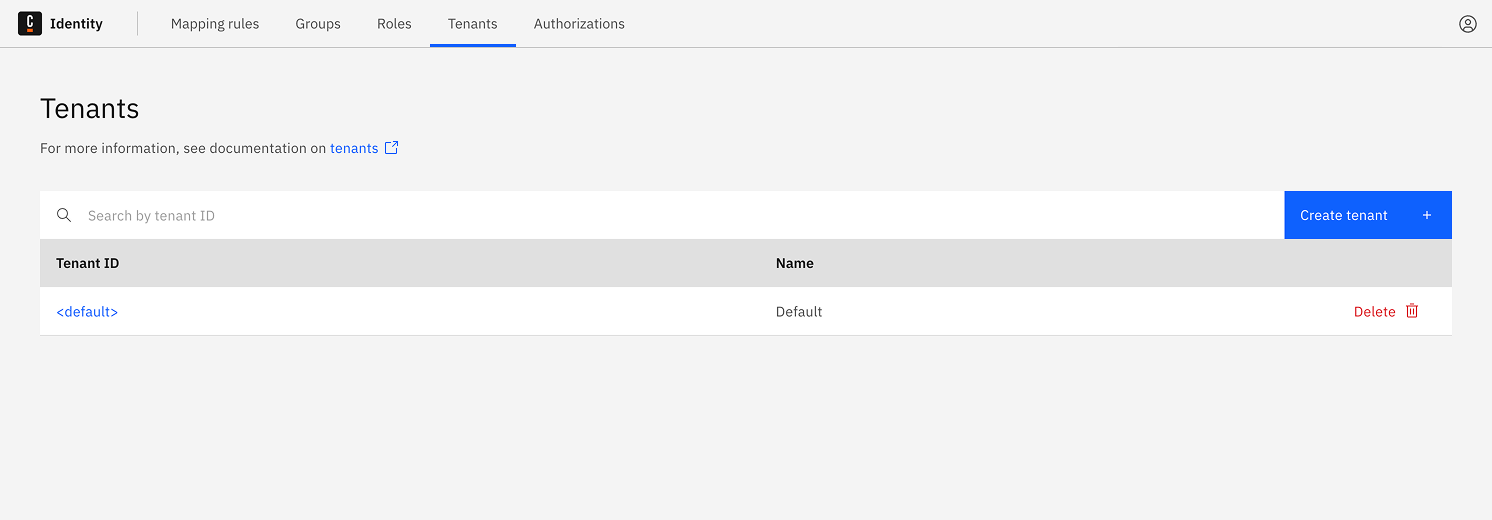 C Identity Mapping rules Groups Roles Tenants Authorizations
Tenants
For more information, see documentation on tenants
Search by tenant ID Create tenant +
Tenant ID Name
<default> Default Delete